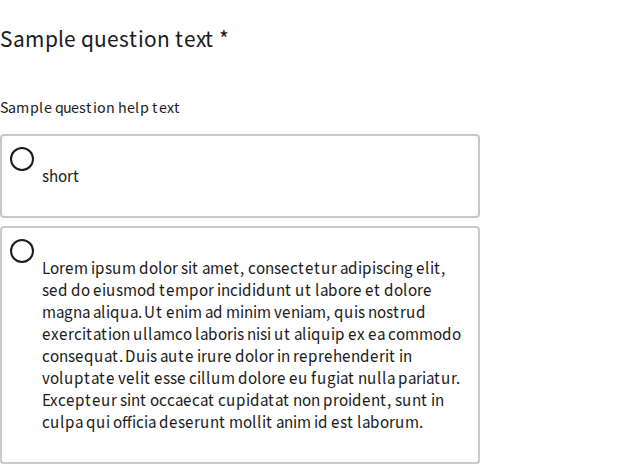 Sample question text *
Sample question help text
short
Lorem ipsum dolor sit amet, consectetur adipiscing elit,
sed do eiusmod tempor incididunt ut labore et dolore
magna aliqua. Ut enim ad minim veniam, quis nostrud
exercitation ullamco laboris nisi ut aliquip ex ea commodo
consequat. Duis aute irure dolor in reprehenderit in
voluptate velit esse cillum dolore eu fugiat nulla pariatur.
Excepteur sint occaecat cupidatat non proident, sunt in
culpa qui officia deserunt mollit anim id est laborum.